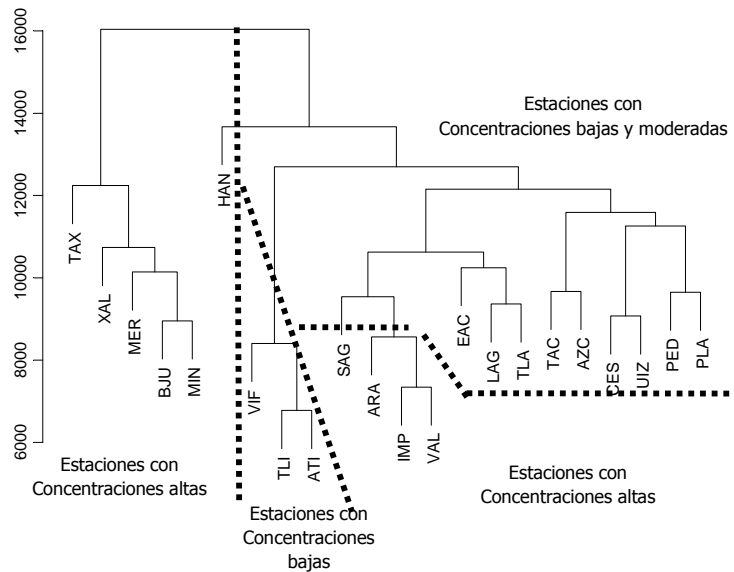 16000
14000
12000
10000
8000
6000
Estaciones con
Concentraciones bajas y moderadas
TAX
XAL
MER
BJU
MIN
HAN
VIF
TLI
ATI
SAG
ARA
IMP
VAL
EAC
LAG
TLA
TAC
AZC
CES
UIZ
PED
PLA
Estaciones con
Concentraciones altas
Estaciones con
Concentraciones
bajas
Estaciones con
Concentraciones altas